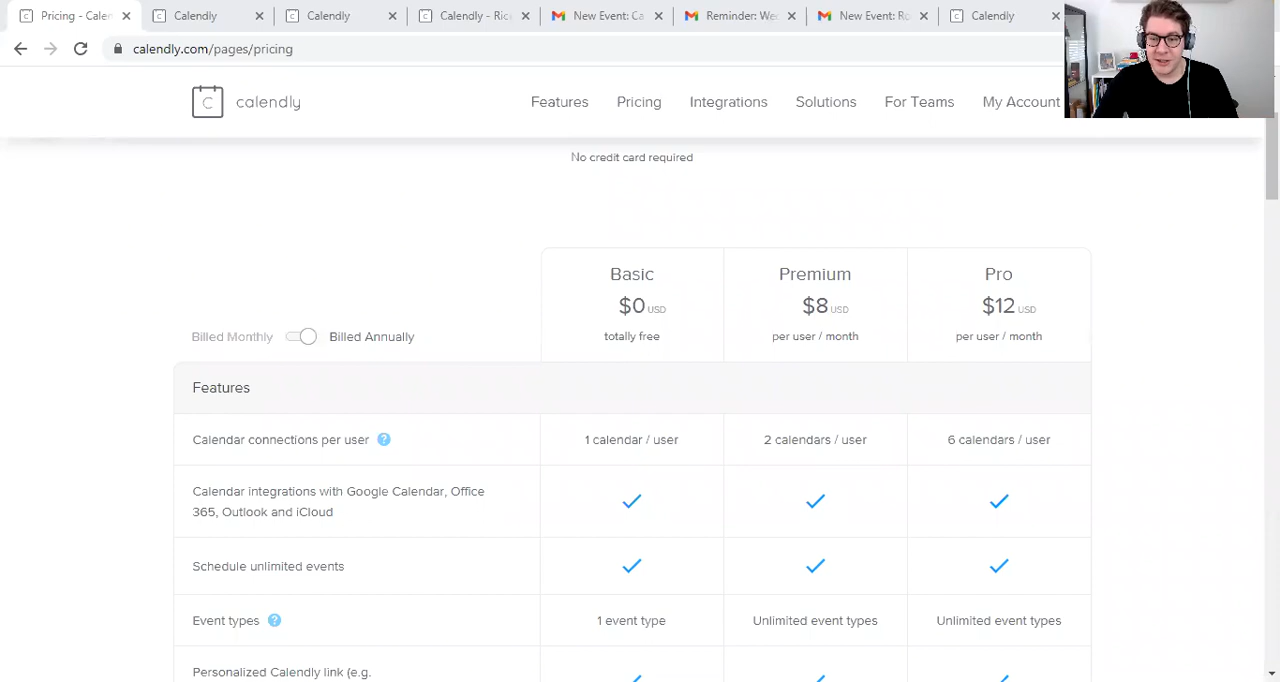 Pricing - Calen
Calendly
Calendly
Calendly - Ric
New Event: Ca
Reminder: Wed
New Event: Ro
Calendly
calendly.com/pages/pricing
C calendly
Features
Pricing
Integrations
Solutions
For Teams
My Account
No credit card required
Basic
Premium
Pro
$0 USD
$8 USD
$12 USD
Billed Monthly
Billed Annually
totally free
per user / month
per user / month
Features
Calendar connections per user ?
1 calendar / user
2 calendars / user
6 calendars / user
Calendar integrations with Google Calendar, Office
365, Outlook and iCloud
Schedule unlimited events
Event types ?
1 event type
Unlimited event types
Unlimited event types
Personalized Calendly link (e.g.